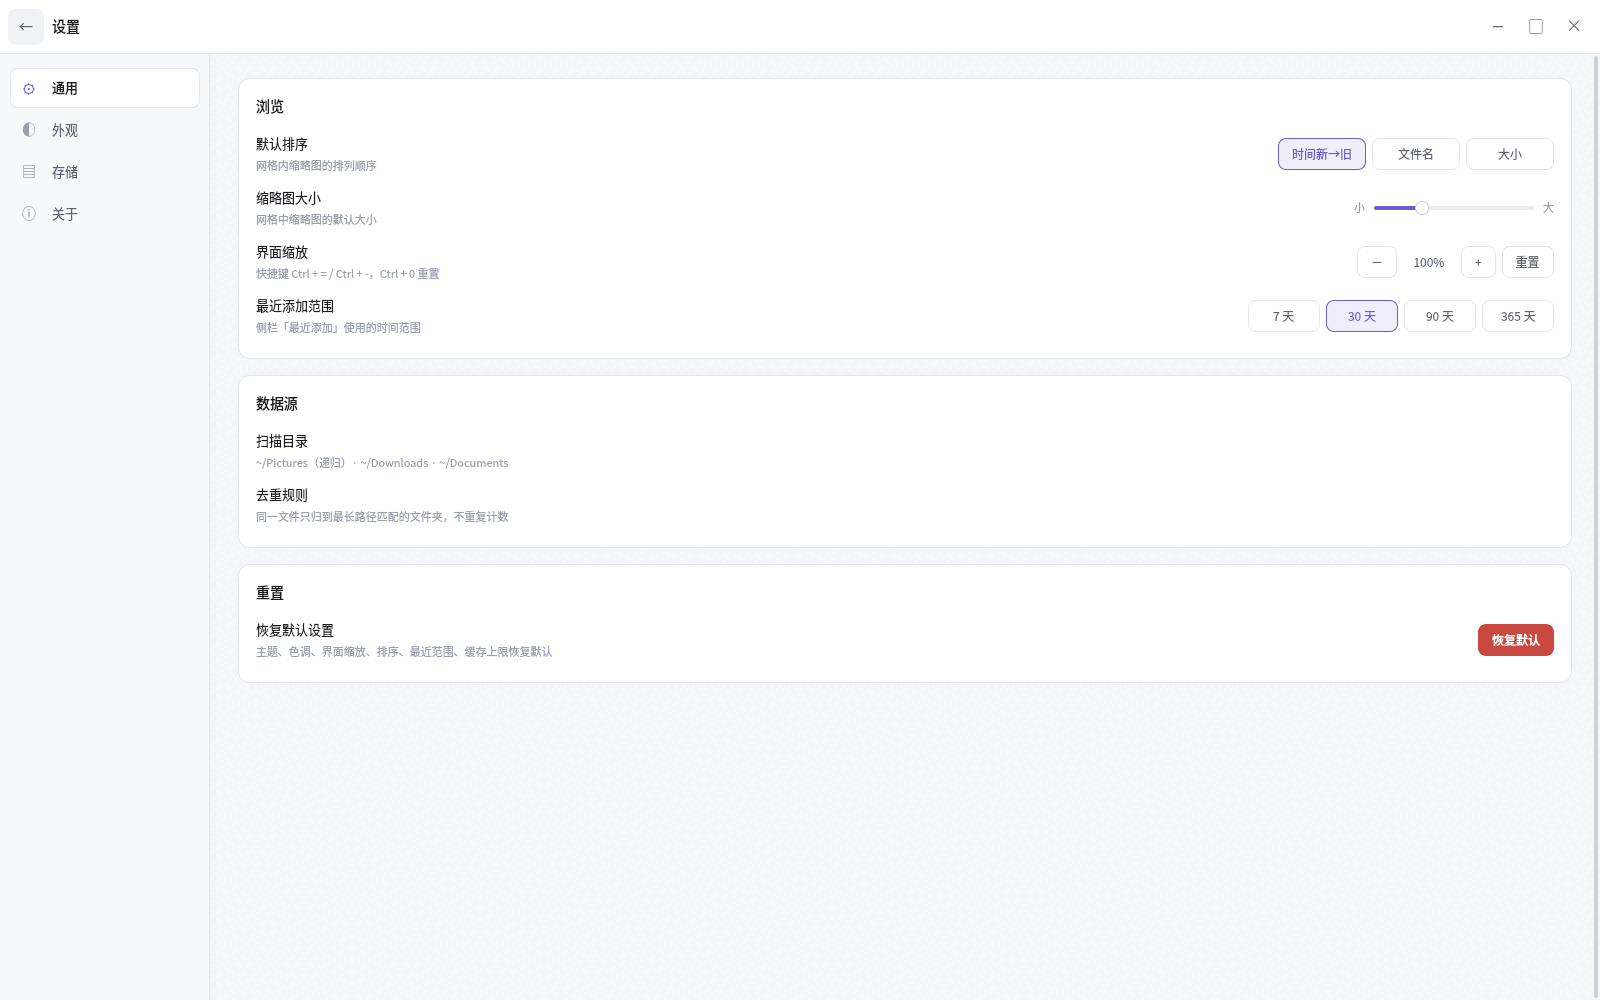 ← 设置
通用
外观
存储
关于
浏览
默认排序
网格内缩略图的排列顺序
时间新→旧 文件名 大小
缩略图大小
网格中缩略图的默认大小
小 大
界面缩放
快捷键 Ctrl + = / Ctrl + -，Ctrl + 0 重置
— 100% + 重置
最近添加范围
侧栏「最近添加」使用的时间范围
7 天 30 天 90 天 365 天
数据源
扫描目录
~/Pictures（递归） · ~/Downloads · ~/Documents
去重规则
同一文件只归到最长路径匹配的文件夹，不重复计数
重置
恢复默认设置
主题、色调、界面缩放、排序、最近范围、缓存上限恢复默认
恢复默认